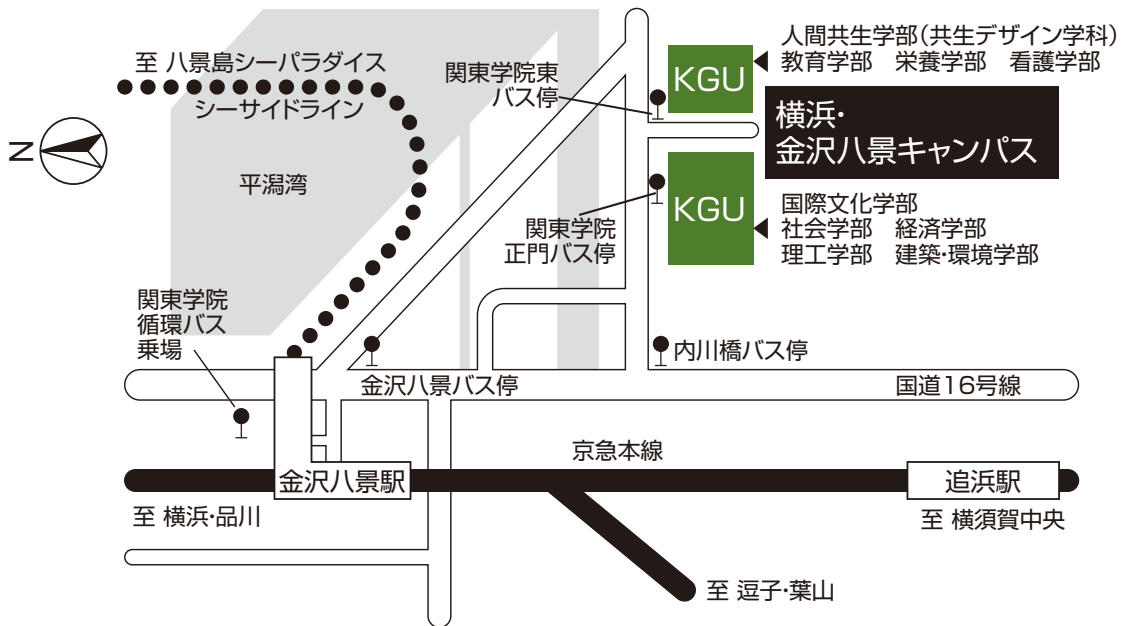 人間共生学部(共生デザイン学科)
教育学部　栄養学部　看護学部
至 八景島シーパラダイス
シーサイドライン
関東学院東
バス停
KGU
横浜・
金沢八景キャンパス
N
平潟湾
KGU
国際文化学部
社会学部　経済学部
理工学部　建築・環境学部
関東学院
正門バス停
関東学院
循環バス
乗場
内川橋バス停
金沢八景バス停
国道16号線
京急本線
金沢八景駅
追浜駅
至 横浜・品川
至 横須賀中央
至 逗子・葉山